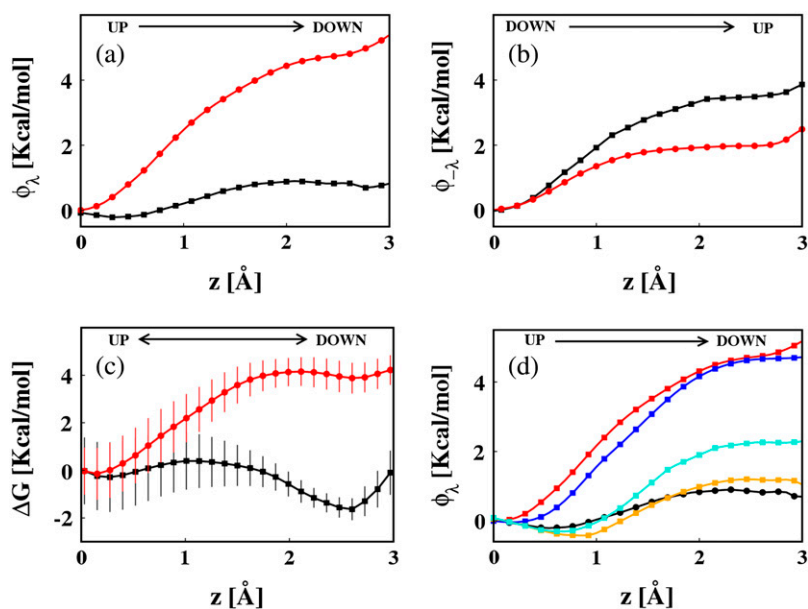 UP DOWN
(a)
ϕλ [Kcal/mol]
4
2
0
0 1 2 3
z [Å]
DOWN UP
(b)
ϕ−λ [Kcal/mol]
4
2
0
0 1 2 3
z [Å]
UP DOWN
(c)
ΔG [Kcal/mol]
6
4
2
0
-2
0 1 2 3
z [Å]
UP DOWN
(d)
ϕλ [Kcal/mol]
4
2
0
0 1 2 3
z [Å]